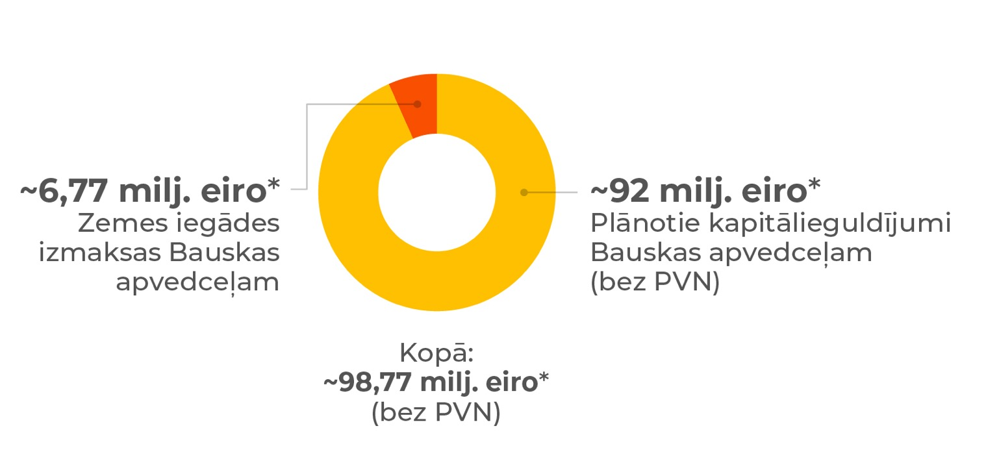 ~6,77 milj. eiro*
Zemes iegādes
izmaksas Bauskas
apvedceļam
~92 milj. eiro*
Plānotie kapitālieguldījumi
Bauskas apvedceļam
(bez PVN)
Kopā:
~98,77 milj. eiro*
(bez PVN)